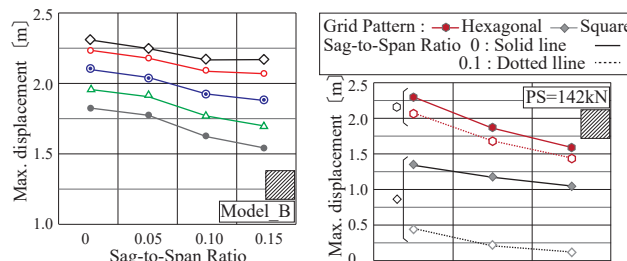 Max. displacement [m]
2.5
2.0
1.5
1.0
0
0.05
0.10
0.15
Model_B
Sag-to-Span Ratio
Grid Pattern : Hexagonal Square
Sag-to-Span Ratio 0 : Solid line
0.1 : Dotted lline
Max. displacement [m]
2.5
2.0
1.5
1.0
0.5
0
PS=142kN